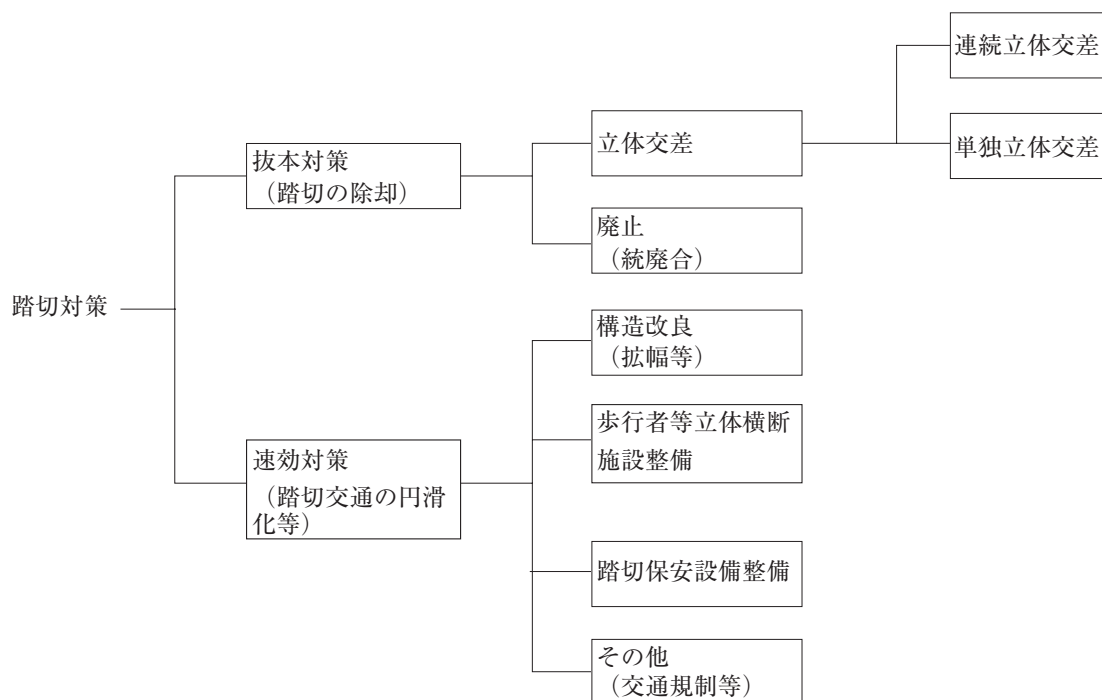 踏切対策
抜本対策
（踏切の除却）
立体交差
連続立体交差
単独立体交差
廃止
（統廃合）
速効対策
（踏切交通の円滑
化等）
構造改良
（拡幅等）
歩行者等立体横断
施設整備
踏切保安設備整備
その他
（交通規制等）